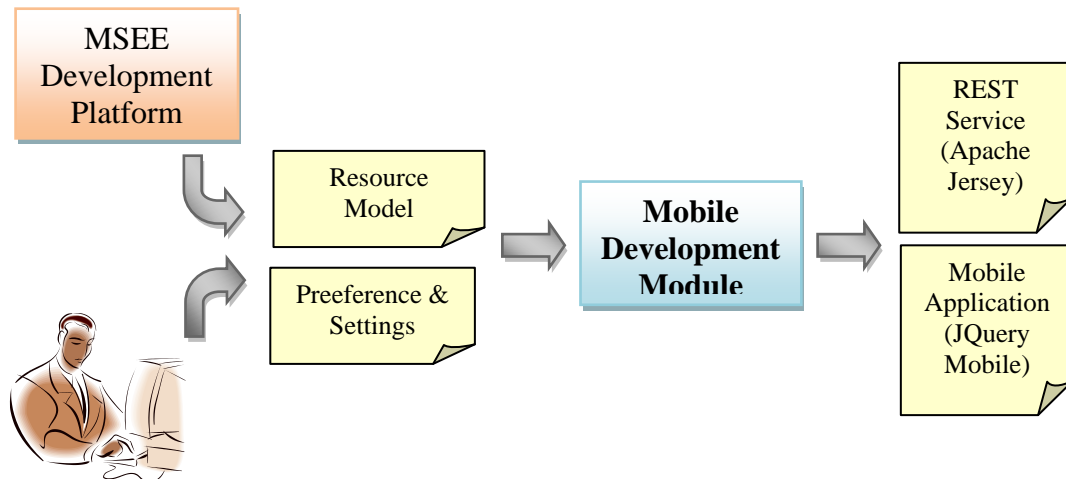 MSEE
Development
Platform
Resource
Model
Preeference &
Settings
Mobile
Development
Module
REST
Service
(Apache
Jersey)
Mobile
Application
(JQuery
Mobile)